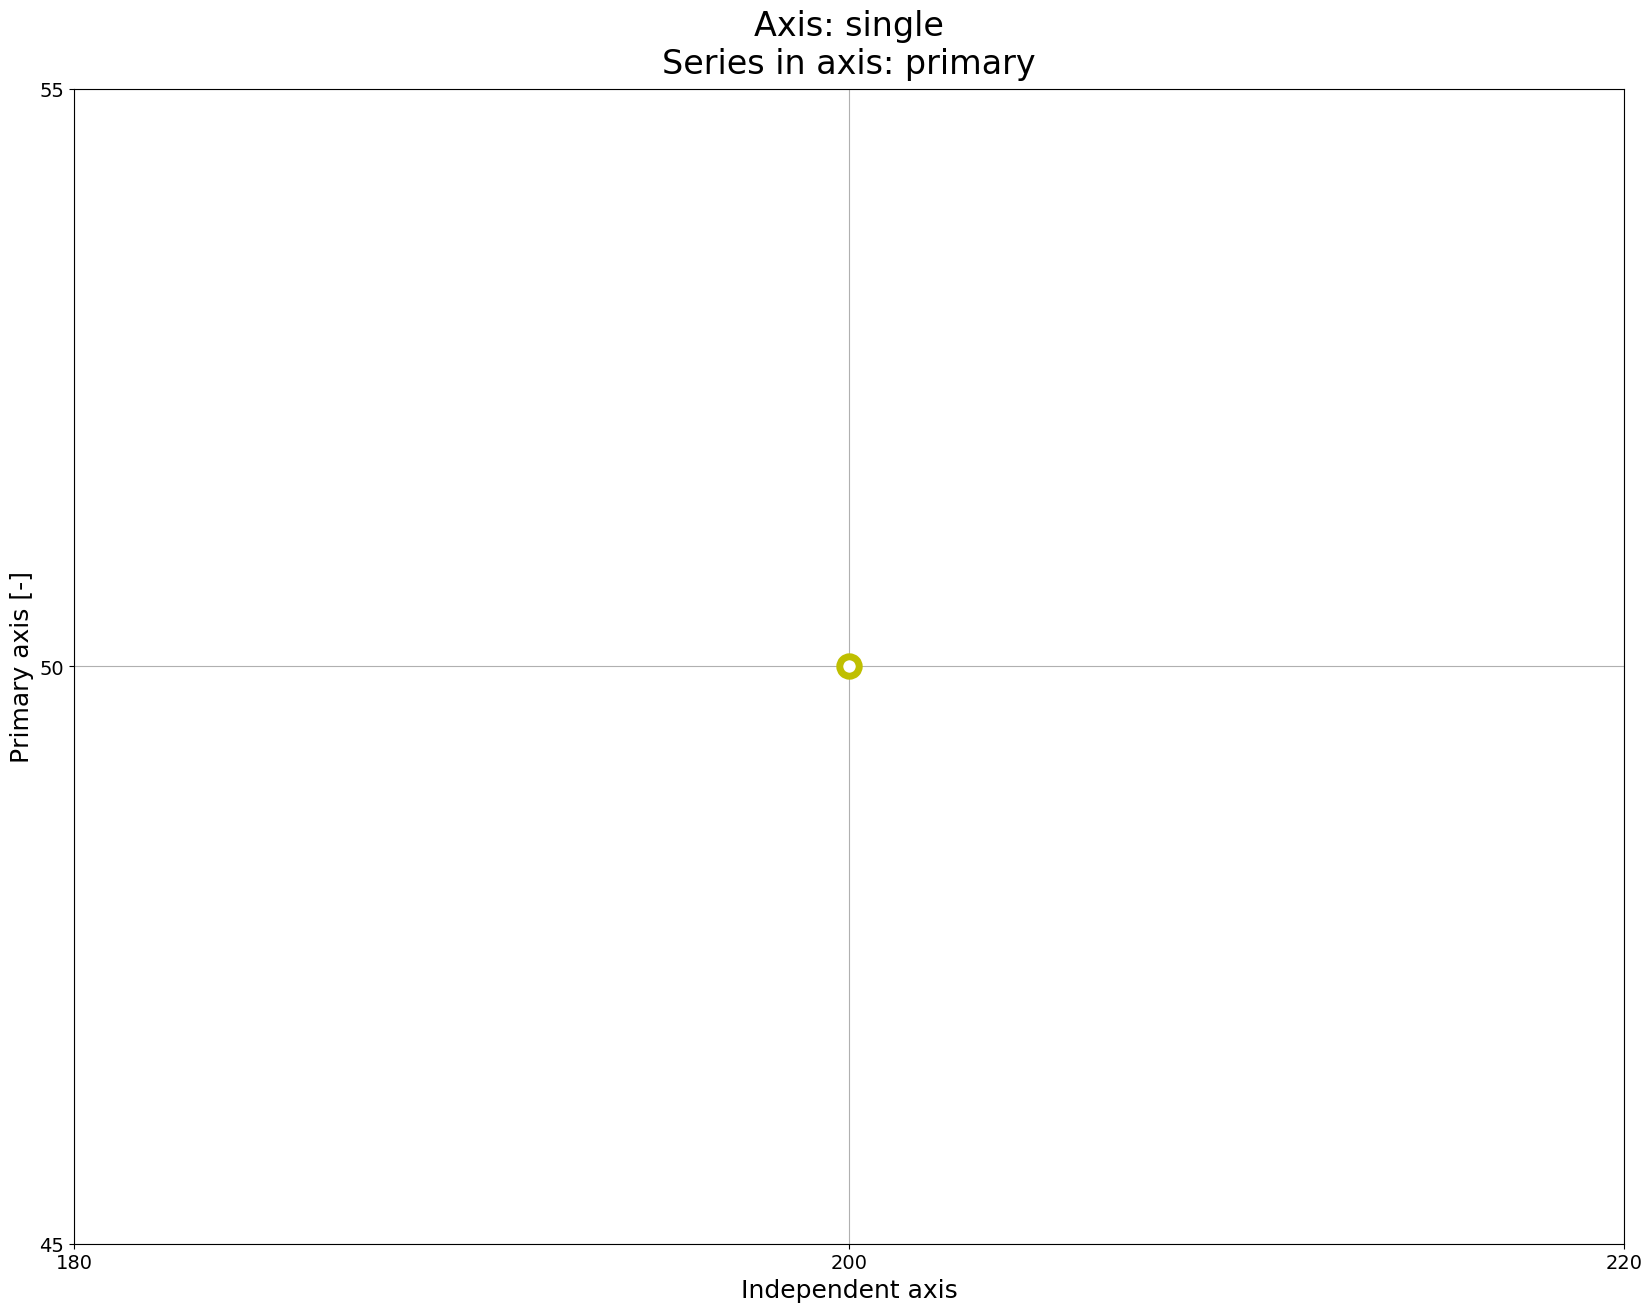 Axis: single
Series in axis: primary
55
50
45
Primary axis [-]
180
200
220
Independent axis